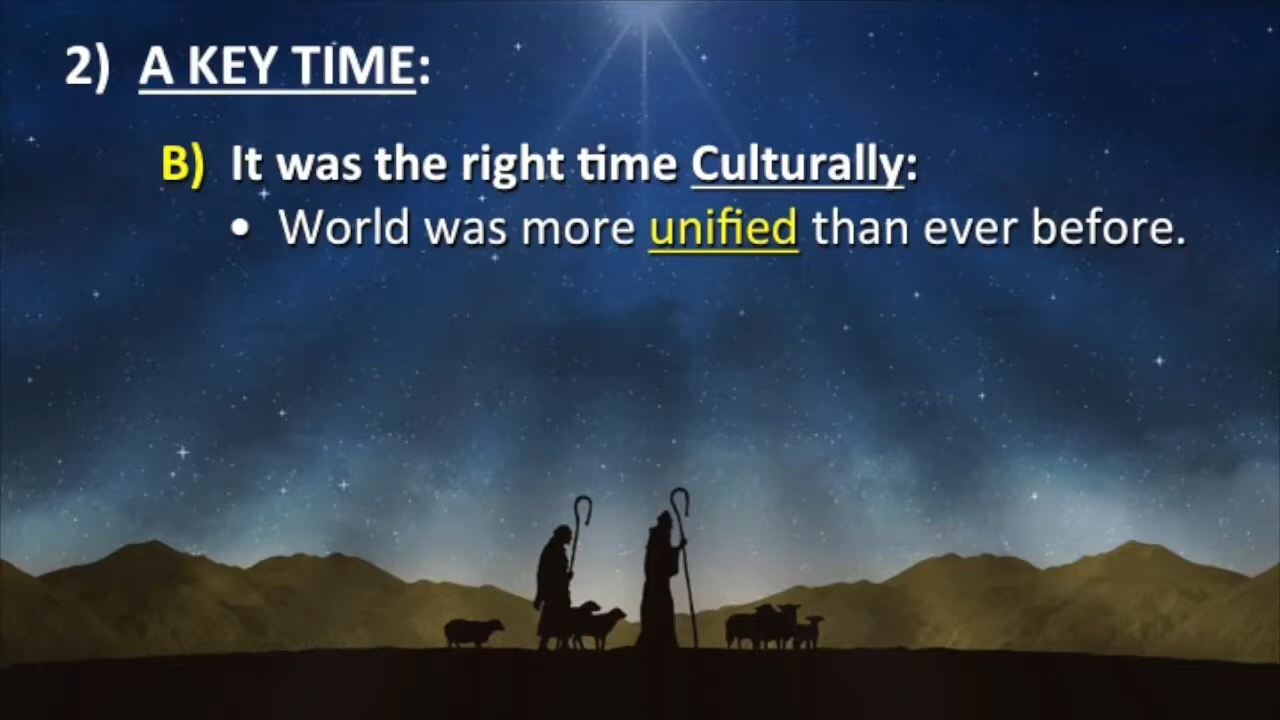 2) A KEY TIME:
B) It was the right time Culturally:
• World was more unified than ever before.